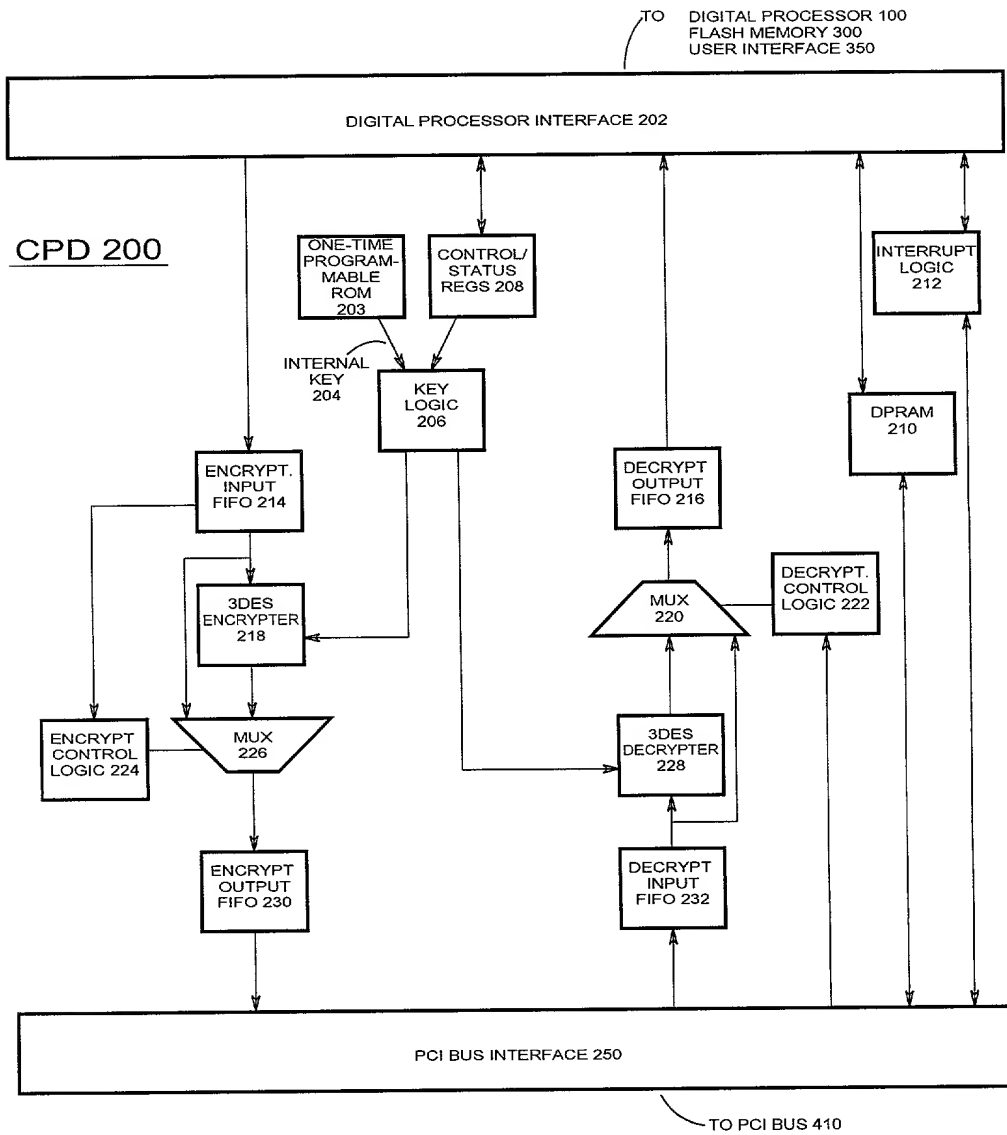 TO DIGITAL PROCESSOR 100
FLASH MEMORY 300
USER INTERFACE 350
DIGITAL PROCESSOR INTERFACE 202
CPD 200
ONE-TIME
PROGRAM-
MABLE
ROM
203
CONTROL/
STATUS
REGS 208
INTERRUPT
LOGIC
212
INTERNAL
KEY
204
KEY
LOGIC
206
DPRAM
210
ENCRYPT.
INPUT
FIFO 214
DECRYPT
OUTPUT
FIFO 216
3DES
ENCRYPTER
218
MUX
220
DECRYPT.
CONTROL
LOGIC 222
ENCRYPT
CONTROL
LOGIC 224
MUX
226
3DES
DECRYPTER
228
ENCRYPT
OUTPUT
FIFO 230
DECRYPT
INPUT
FIFO 232
PCI BUS INTERFACE 250
TO PCI BUS 410